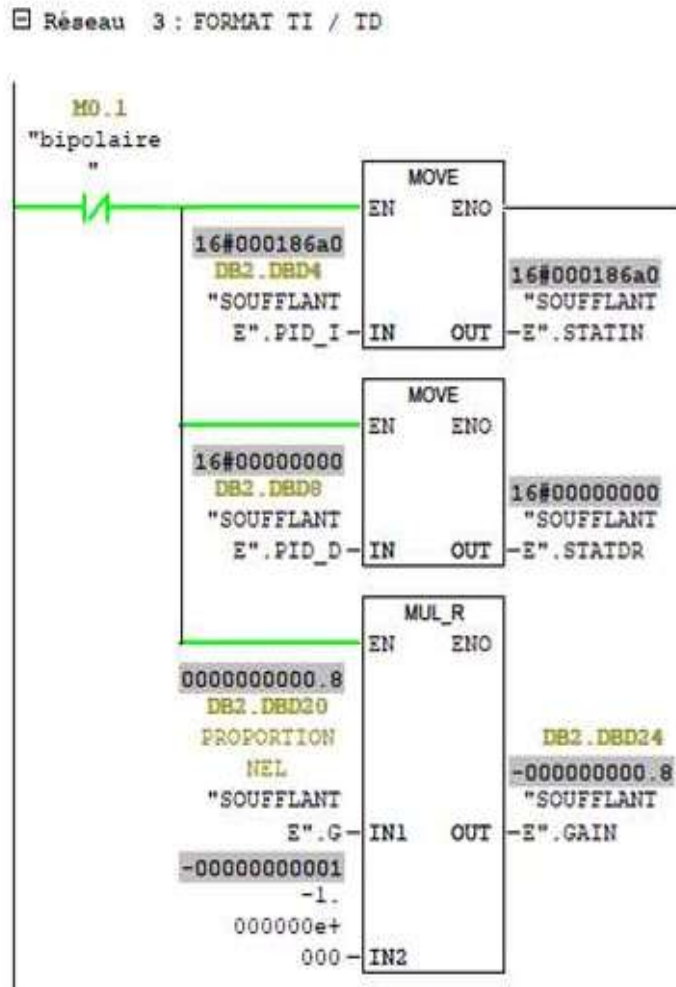 Réseau 3 : FORMAT TI / TD
M0.1
"bipolaire
"
MOVE
EN ENO
16#000186a0
DB2.DBD4
"SOUFFLANT
E".PID_I IN
16#000186a0
"SOUFFLANT
OUT E".STATIN
MOVE
EN ENO
16#00000000
DB2.DBD8
"SOUFFLANT
E".PID_D IN
16#00000000
"SOUFFLANT
OUT E".STATDR
MUL_R
EN ENO
0000000000.8
DB2.DBD20
PROPORTION
NEL
"SOUFFLANT
E".G IN1
DB2.DBD24
-000000000.8
"SOUFFLANT
OUT E".GAIN
-00000000001
-1.
000000e+
000 IN2